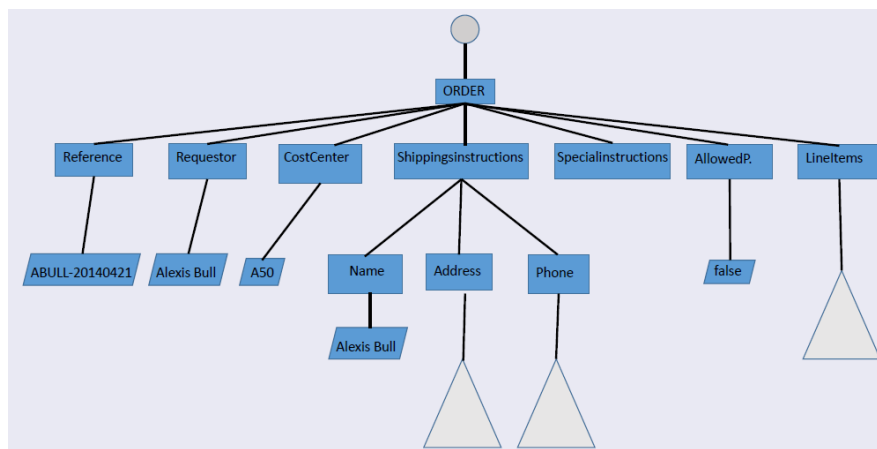 ORDER
Reference
Requestor
CostCenter
Shippingsinstructions
Specialinstructions
AllowedP.
LineItems
ABULL-20140421
Alexis Bull
A50
Name
Address
Phone
false
Alexis Bull